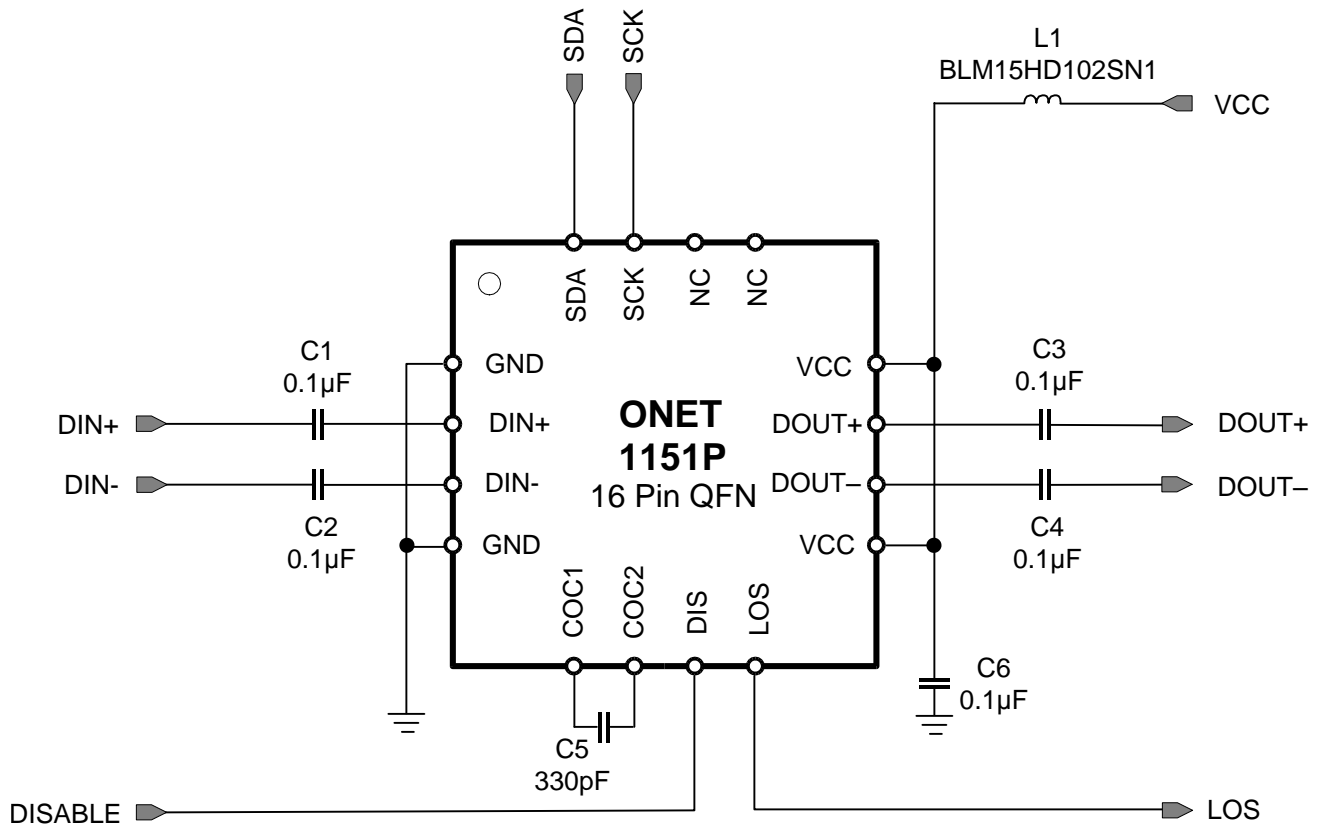 SDA
SCK
L1
BLM15HD102SN1
VCC
SDA
SCK
NC
NC
C1
0.1µF
GND
VCC
C3
0.1µF
DIN+
DIN+
ONET
1151P
16 Pin QFN
DOUT+
DOUT+
DIN-
DIN-
DOUT–
DOUT–
C2
0.1µF
GND
VCC
C4
0.1µF
COC1
COC2
DIS
LOS
C6
0.1µF
C5
330pF
DISABLE
LOS